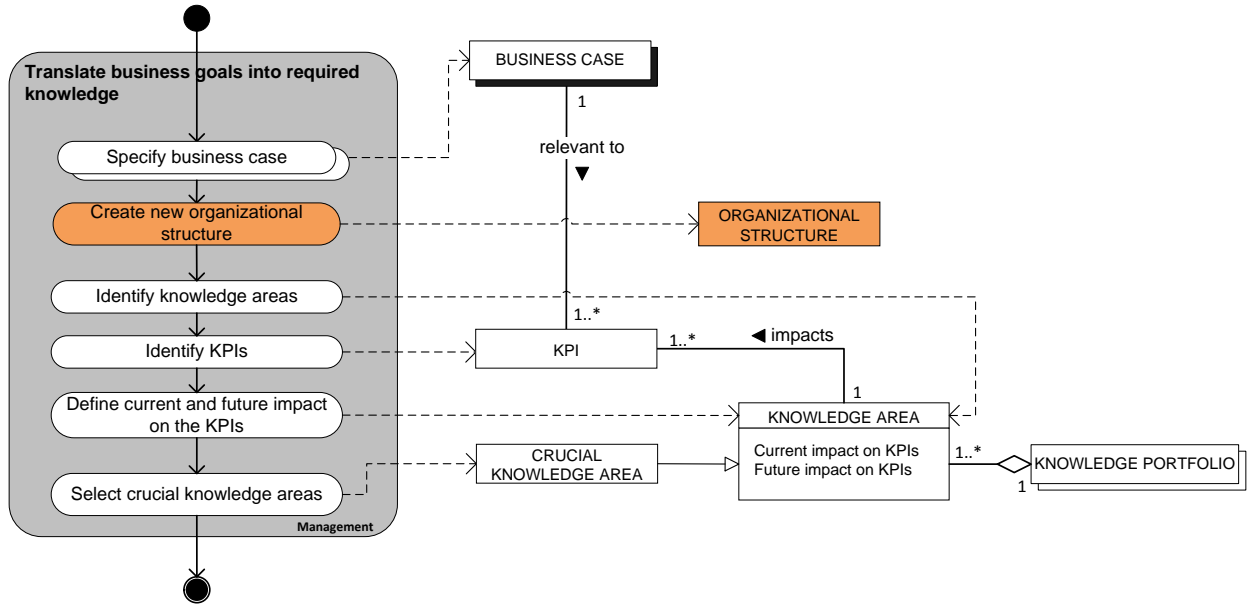 Translate business goals into required
knowledge
Specify business case
Create new organizational
structure
Identify knowledge areas
Identify KPIs
Define current and future impact
on the KPIs
Select crucial knowledge areas
Management
BUSINESS CASE
1
relevant to
ORGANIZATIONAL
STRUCTURE
1..*
KPI
1..*
impacts
1
KNOWLEDGE AREA
Current impact on KPIs
Future impact on KPIs
CRUCIAL
KNOWLEDGE AREA
1..*
1
KNOWLEDGE PORTFOLIO